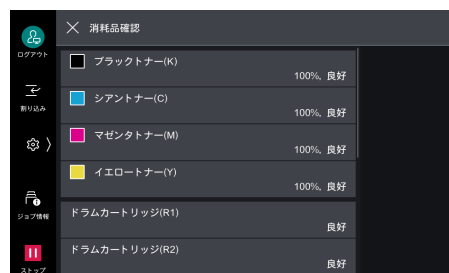 消耗品確認
ログアウト
割り込み
ジョブ情報
ストップ
ブラックトナー(K)
100%, 良好
シアントナー(C)
100%, 良好
マゼンタトナー(M)
100%, 良好
イエロートナー(Y)
100%, 良好
ドラムカートリッジ(R1)
良好
ドラムカートリッジ(R2)
良好